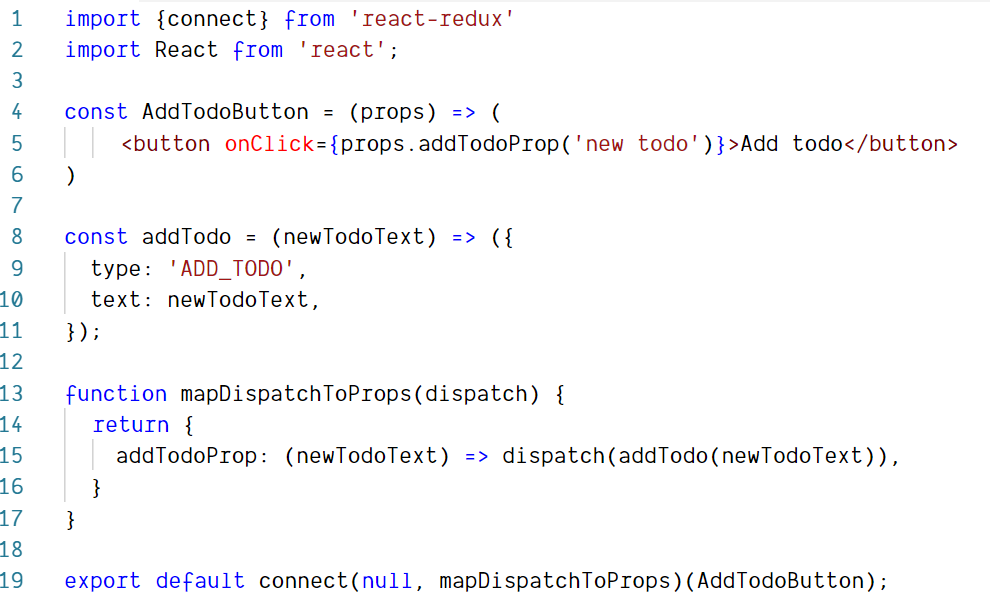 1 import {connect} from 'react-redux'
2 import React from 'react';
3
4 const AddTodoButton = (props) => (
5 <button onClick={props.addTodoProp('new todo')}>Add todo</button>
6 )
7
8 const addTodo = (newTodoText) => ({
9 type: 'ADD_TODO',
10 text: newTodoText,
11 });
12
13 function mapDispatchToProps(dispatch) {
14 return {
15 addTodoProp: (newTodoText) => dispatch(addTodo(newTodoText)),
16 }
17 }
18
19 export default connect(null, mapDispatchToProps)(AddTodoButton);